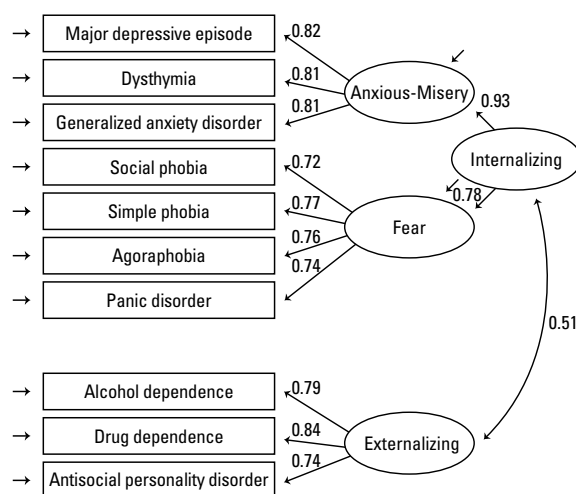 Major depressive episode
0.82
Dysthymia
0.81
Anxious-Misery
Generalized anxiety disorder
0.81
0.93
Social phobia
0.72
Internalizing
Simple phobia
0.77
0.78
Fear
Agoraphobia
0.76
Panic disorder
0.74
0.51
Alcohol dependence
0.79
Drug dependence
0.84
Externalizing
Antisocial personality disorder
0.74